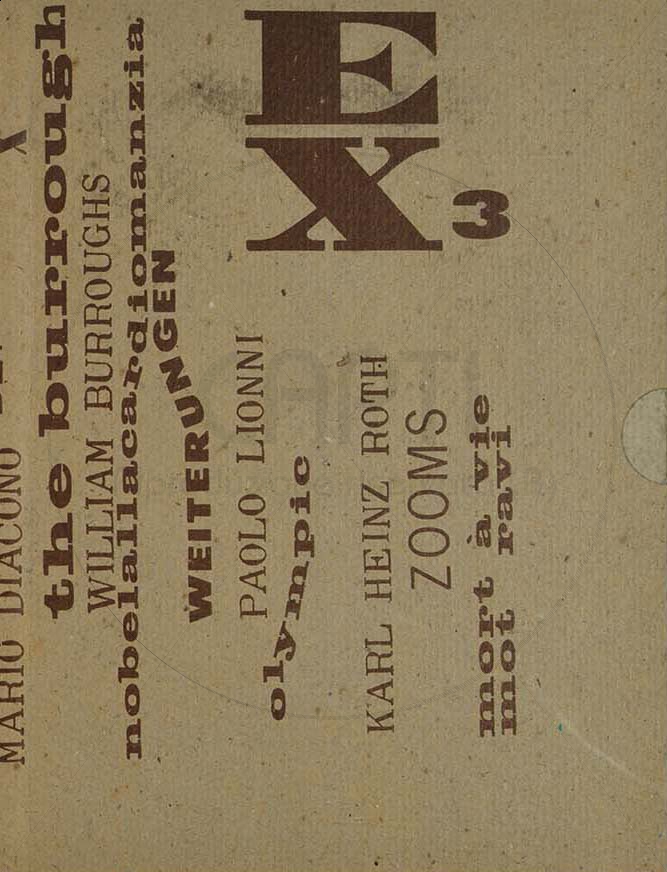 EX3
MARIO DIACONO
the burrough
WILLIAM BURROUGHS
nobelallacardiomanzia
WEITERUNGEN
PAOLO LIONNI
olympic
KARL HEINZ ROTH
ZOOMS
mort à vie
mot ravi